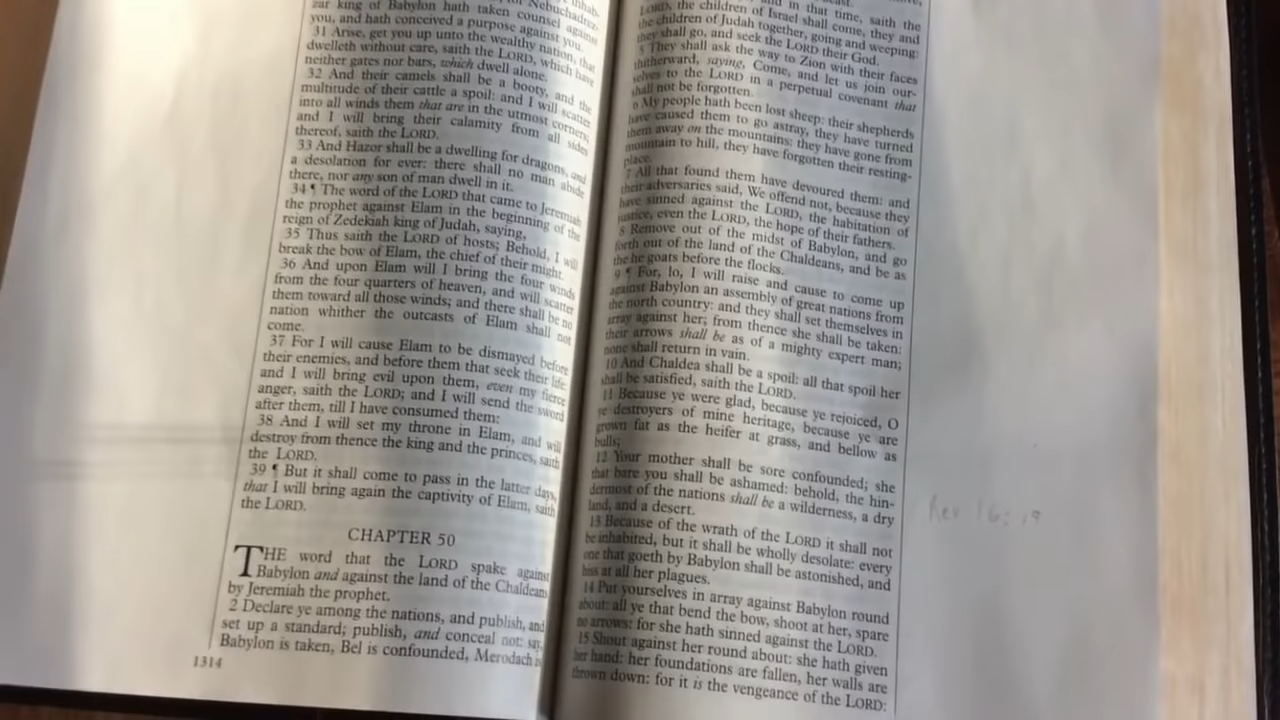 zar king of Babylon hath taken counsel against
you, and hath conceived a purpose against you.
31 Arise, get you up unto the wealthy nation, that
dwelleth without care, saith the LORD, which have
neither gates nor bars, which dwell alone.
32 And their camels shall be a booty, and the
multitude of their cattle a spoil: and I will scatter
into all winds them that are in the utmost corners;
and I will bring their calamity from all sides
thereof, saith the LORD.
33 And Hazor shall be a dwelling for dragons, and
a desolation for ever: there shall no man abide
there, nor any son of man dwell in it.
34 ¶ The word of the LORD that came to Jeremiah
the prophet against Elam in the beginning of the
reign of Zedekiah king of Judah, saying,
35 Thus saith the LORD of hosts; Behold, I will
break the bow of Elam, the chief of their might.
36 And upon Elam will I bring the four winds
from the four quarters of heaven, and will scatter
them toward all those winds; and there shall be no
nation whither the outcasts of Elam shall not
come.
37 For I will cause Elam to be dismayed before
their enemies, and before them that seek their life:
and I will bring evil upon them, even my fierce
anger, saith the LORD; and I will send the sword
after them, till I have consumed them:
38 And I will set my throne in Elam, and will
destroy from thence the king and the princes, saith
the LORD.
39 ¶ But it shall come to pass in the latter days,
that I will bring again the captivity of Elam, saith
the LORD.
CHAPTER 50
THE word that the LORD spake against
Babylon and against the land of the Chaldeans
by Jeremiah the prophet.
2 Declare ye among the nations, and publish, and
set up a standard; publish, and conceal not: say,
Babylon is taken, Bel is confounded, Merodach is
1314
and in that time, saith the
LORD, the children of Israel shall come, they and
the children of Judah together, going and weeping:
they shall go, and seek the LORD their God.
5 They shall ask the way to Zion with their faces
thitherward, saying, Come, and let us join our-
selves to the LORD in a perpetual covenant that
shall not be forgotten.
6 My people hath been lost sheep: their shepherds
have caused them to go astray, they have turned
them away on the mountains: they have gone from
mountain to hill, they have forgotten their resting-
place.
7 All that found them have devoured them: and
their adversaries said, We offend not, because they
have sinned against the LORD, the habitation of
justice, even the LORD, the hope of their fathers.
8 Remove out of the midst of Babylon, and go
forth out of the land of the Chaldeans, and be as
the he goats before the flocks.
9 ¶ For, lo, I will raise and cause to come up
against Babylon an assembly of great nations from
the north country: and they shall set themselves in
array against her; from thence she shall be taken:
their arrows shall be as of a mighty expert man;
none shall return in vain.
10 And Chaldea shall be a spoil: all that spoil her
shall be satisfied, saith the LORD.
11 Because ye were glad, because ye rejoiced, O
ye destroyers of mine heritage, because ye are
grown fat as the heifer at grass, and bellow as
bulls;
12 Your mother shall be sore confounded; she
that bare you shall be ashamed: behold, the hin-
dermost of the nations shall be a wilderness, a dry
land, and a desert.
13 Because of the wrath of the LORD it shall not
be inhabited, but it shall be wholly desolate: every
one that goeth by Babylon shall be astonished, and
hiss at all her plagues.
14 Put yourselves in array against Babylon round
about: all ye that bend the bow, shoot at her, spare
no arrows: for she hath sinned against the LORD.
15 Shout against her round about: she hath given
her hand: her foundations are fallen, her walls are
thrown down: for it is the vengeance of the LORD:
Rev 16:19